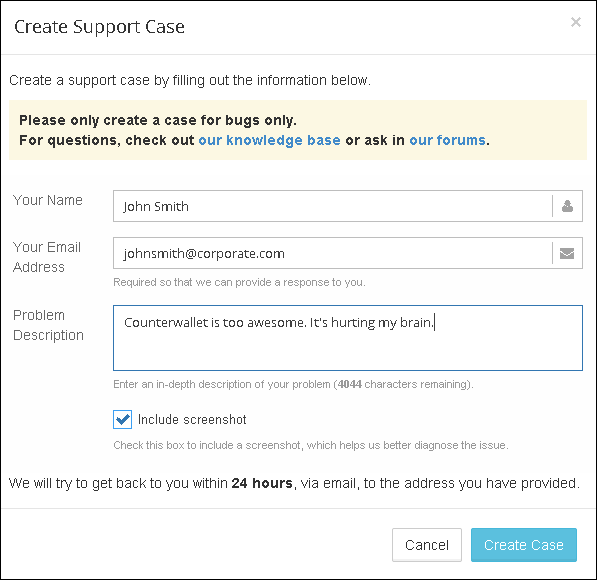 Create Support Case
×
Create a support case by filling out the information below.
Please only create a case for bugs only.
For questions, check out our knowledge base or ask in our forums.
Your Name
John Smith
Your Email
Address
johnsmith@corporate.com
Required so that we can provide a response to you.
Problem
Description
Counterwallet is too awesome. It's hurting my brain.
Enter an in-depth description of your problem (4044 characters remaining).
Include screenshot
Check this box to include a screenshot, which helps us better diagnose the issue.
We will try to get back to you within 24 hours, via email, to the address you have provided.
Cancel
Create Case